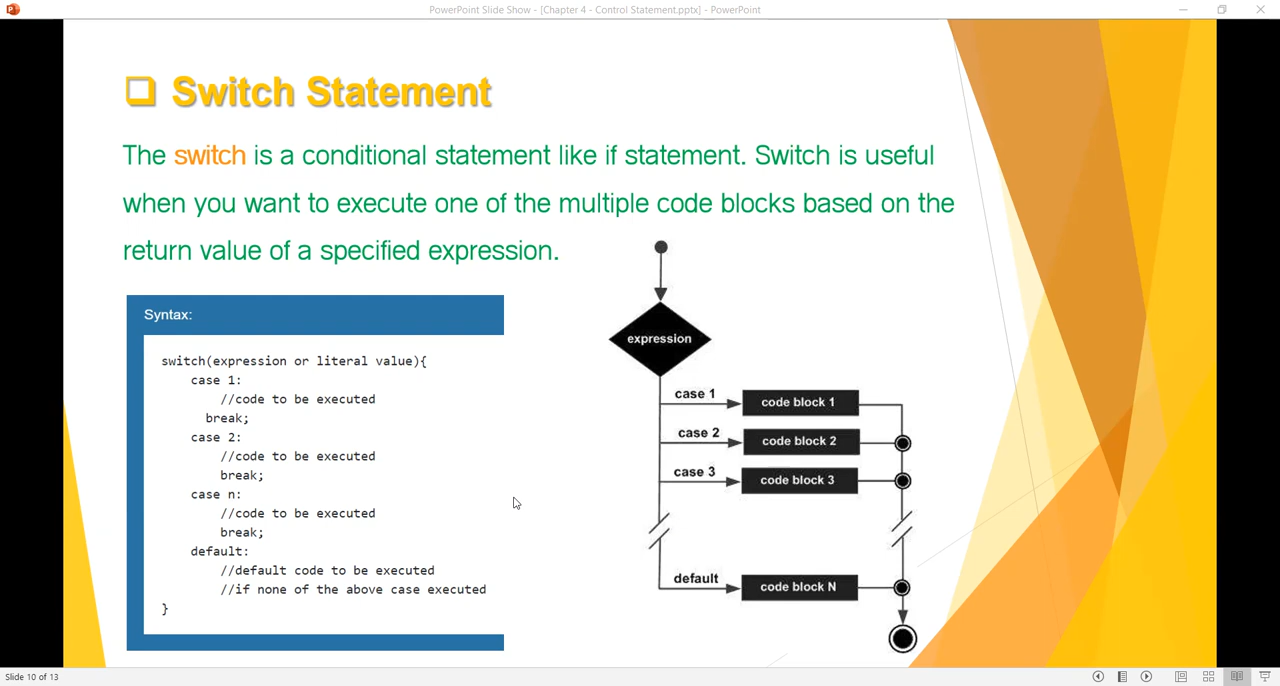 PowerPoint Slide Show - [Chapter 4 - Control Statement.pptx] - PowerPoint
Switch Statement
The switch is a conditional statement like if statement. Switch is useful
when you want to execute one of the multiple code blocks based on the
return value of a specified expression.
Syntax:
switch(expression or literal value){
case 1:
//code to be executed
break;
case 2:
//code to be executed
break;
case n:
//code to be executed
break;
default:
//default code to be executed
//if none of the above case executed
}
expression
case 1
code block 1
case 2
code block 2
case 3
code block 3
default
code block N
Slide 10 of 13